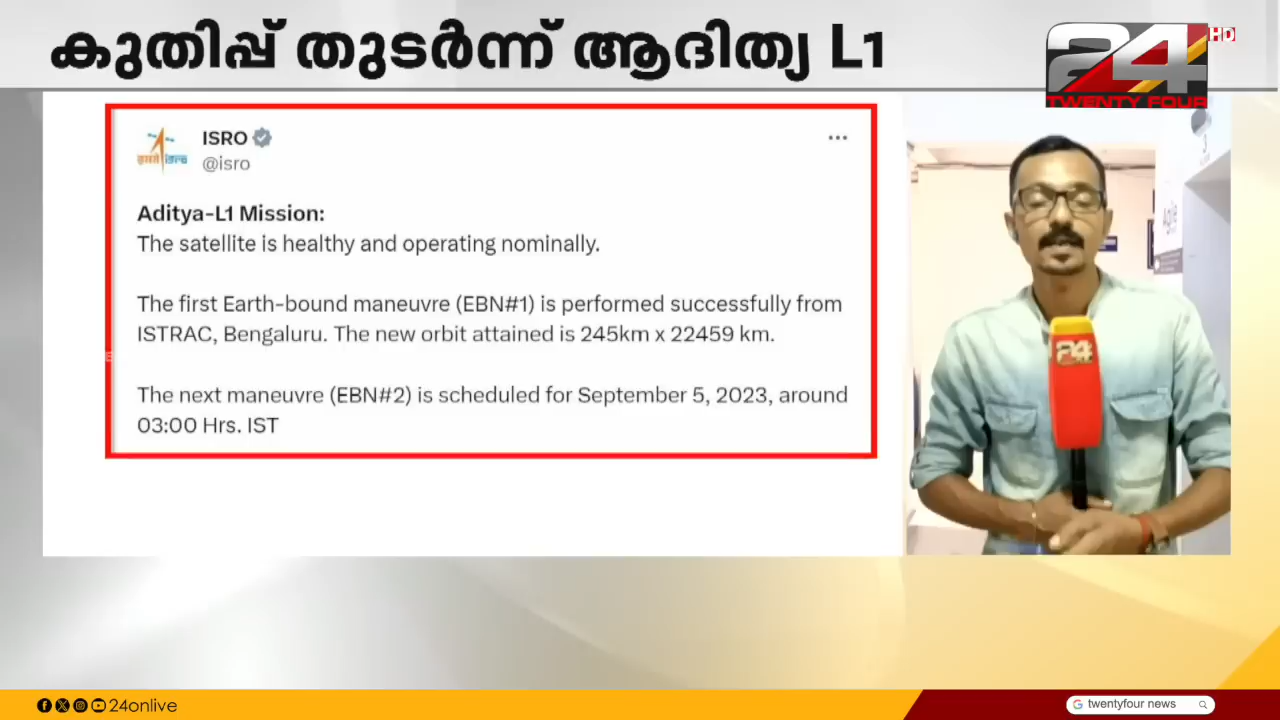 കുതിപ്പ് തുടർന്ന് ആദിത്യ L1
24 HD
TWENTY FOUR
ISRO
@isro
Aditya-L1 Mission:
The satellite is healthy and operating nominally.
The first Earth-bound maneuvre (EBN#1) is performed successfully from
ISTRAC, Bengaluru. The new orbit attained is 245km x 22459 km.
The next maneuvre (EBN#2) is scheduled for September 5, 2023, around
03:00 Hrs. IST
24
24onlive
twentyfour news